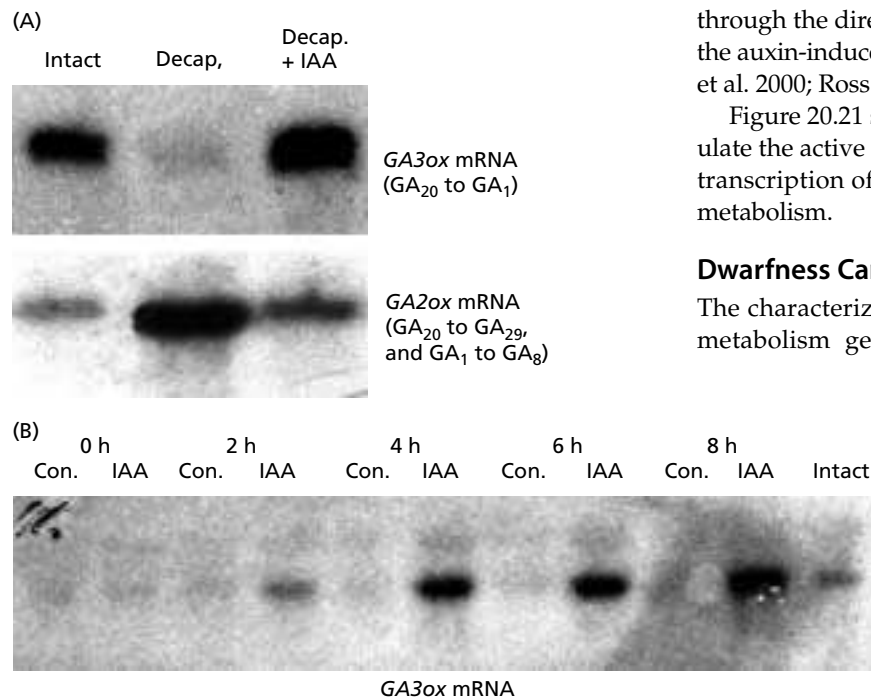 (A)
Intact Decap, Decap. + IAA
GA3ox mRNA
(GA20 to GA1)
GA2ox mRNA
(GA20 to GA29,
and GA1 to GA8)
(B)
0 h 2 h 4 h 6 h 8 h
Con. IAA Con. IAA Con. IAA Con. IAA Con. IAA Intact
GA3ox mRNA
through the dire
the auxin-induce
et al. 2000; Ross
Figure 20.21 s
ulate the active
transcription of
metabolism.
Dwarfness Ca
The characteriz
metabolism ge